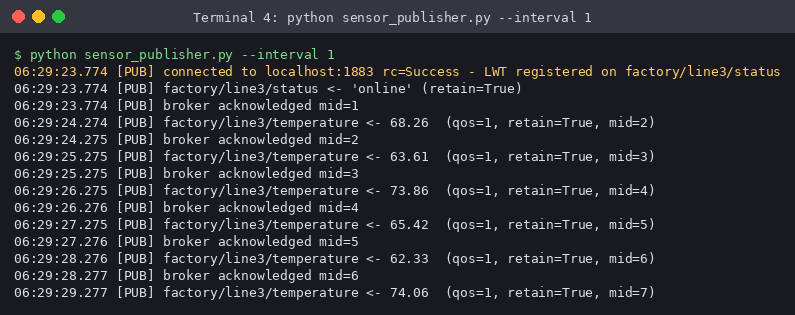 Terminal 4: python sensor_publisher.py --interval 1
$ python sensor_publisher.py --interval 1
06:29:23.774 [PUB] connected to localhost:1883 rc=Success - LWT registered on factory/line3/status
06:29:23.774 [PUB] factory/line3/status <- 'online' (retain=True)
06:29:23.774 [PUB] broker acknowledged mid=1
06:29:24.274 [PUB] factory/line3/temperature <- 68.26  (qos=1, retain=True, mid=2)
06:29:24.275 [PUB] broker acknowledged mid=2
06:29:25.275 [PUB] factory/line3/temperature <- 63.61  (qos=1, retain=True, mid=3)
06:29:25.275 [PUB] broker acknowledged mid=3
06:29:26.275 [PUB] factory/line3/temperature <- 73.86  (qos=1, retain=True, mid=4)
06:29:26.276 [PUB] broker acknowledged mid=4
06:29:27.275 [PUB] factory/line3/temperature <- 65.42  (qos=1, retain=True, mid=5)
06:29:27.276 [PUB] broker acknowledged mid=5
06:29:28.276 [PUB] factory/line3/temperature <- 62.33  (qos=1, retain=True, mid=6)
06:29:28.277 [PUB] broker acknowledged mid=6
06:29:29.277 [PUB] factory/line3/temperature <- 74.06  (qos=1, retain=True, mid=7)